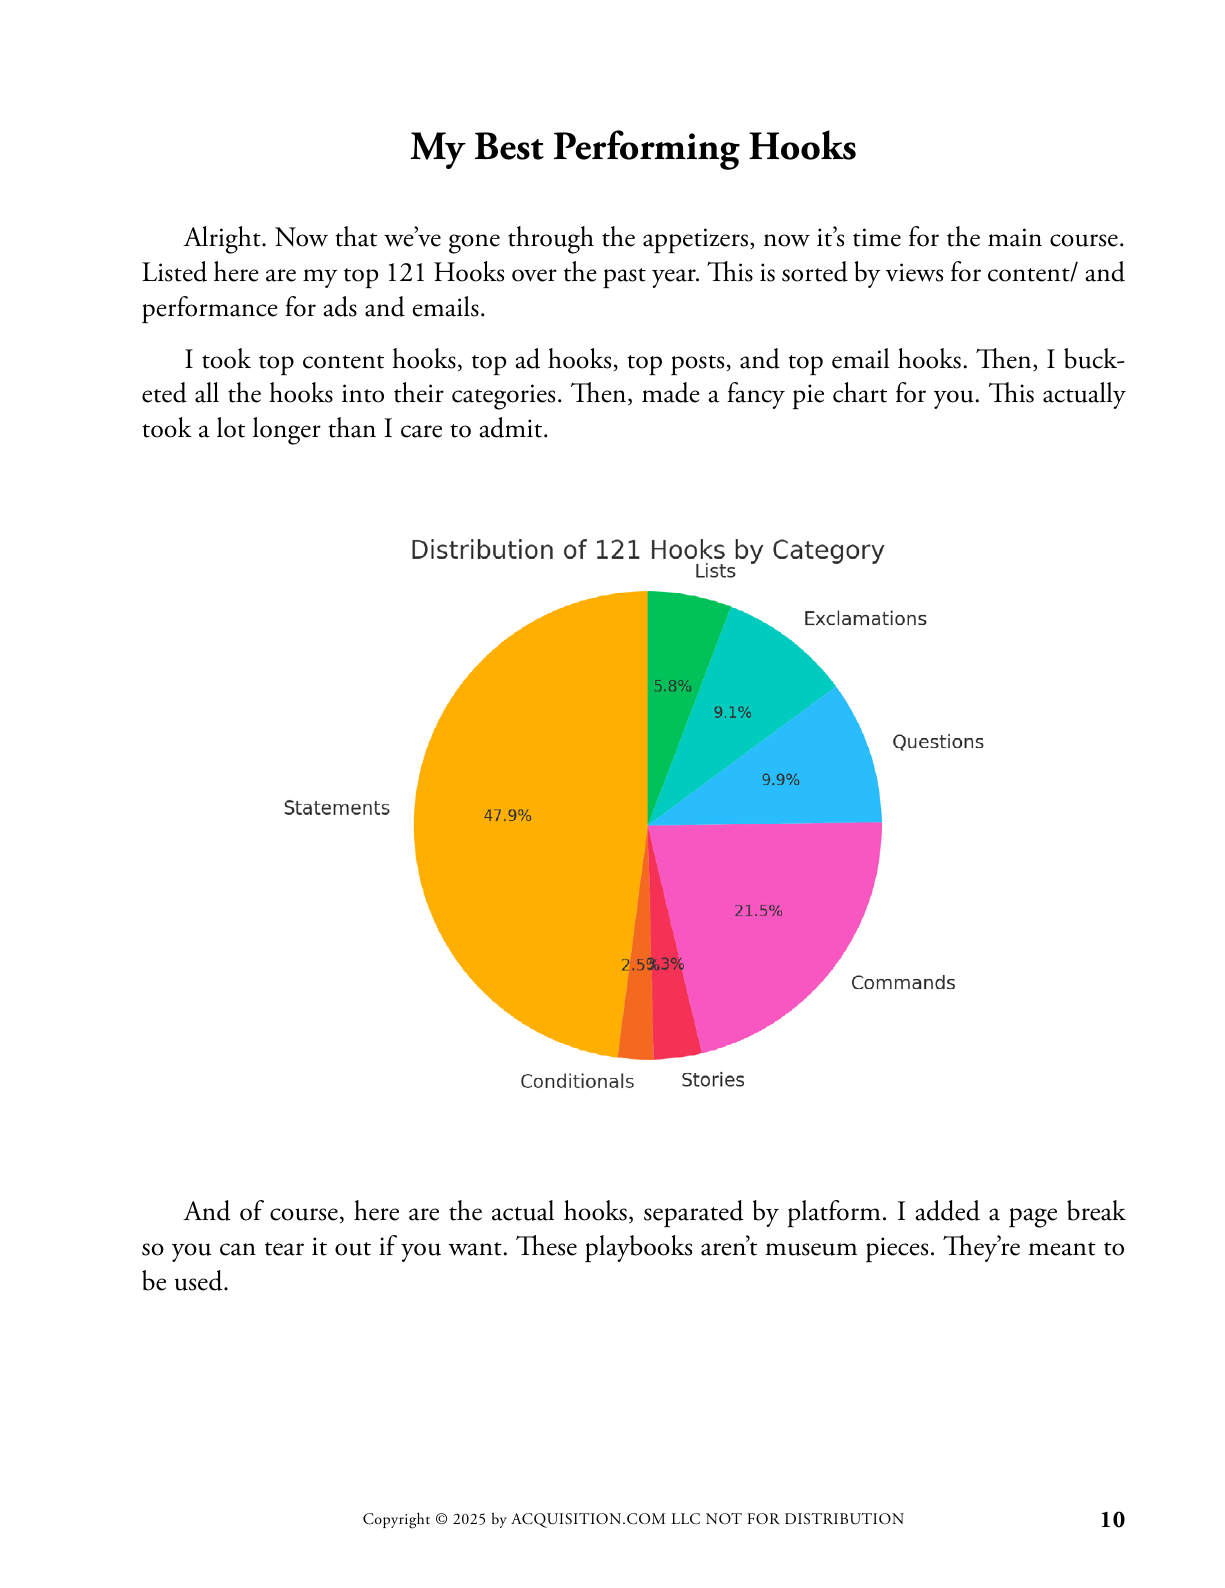 My Best Performing Hooks
Alright. Now that we've gone through the appetizers, now it's time for the main course.
Listed here are my top 121 Hooks over the past year. This is sorted by views for content/ and
performance for ads and emails.
I took top content hooks, top ad hooks, top posts, and top email hooks. Then, I buck-
eted all the hooks into their categories. Then, made a fancy pie chart for you. This actually
took a lot longer than I care to admit.
Distribution of 121 Hooks by Category
Lists
Exclamations
5.8%
9.1%
Questions
9.9%
Statements
47.9%
21.5%
2.5%
3.3%
Commands
Conditionals
Stories
And of course, here are the actual hooks, separated by platform. I added a page break
so you can tear it out if you want. These playbooks aren't museum pieces. They're meant to
be used.
Copyright © 2025 by ACQUISITION.COM LLC NOT FOR DISTRIBUTION
10